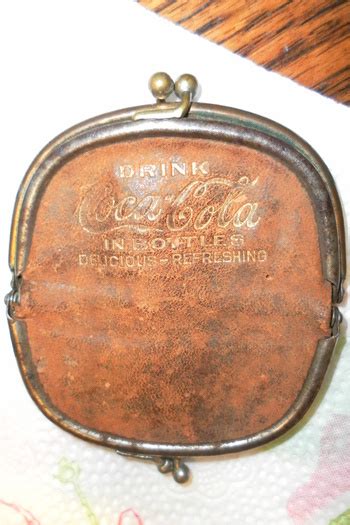 DRINK
Coca-Cola
IN BOTTLES
DELICIOUS - REFRESHING